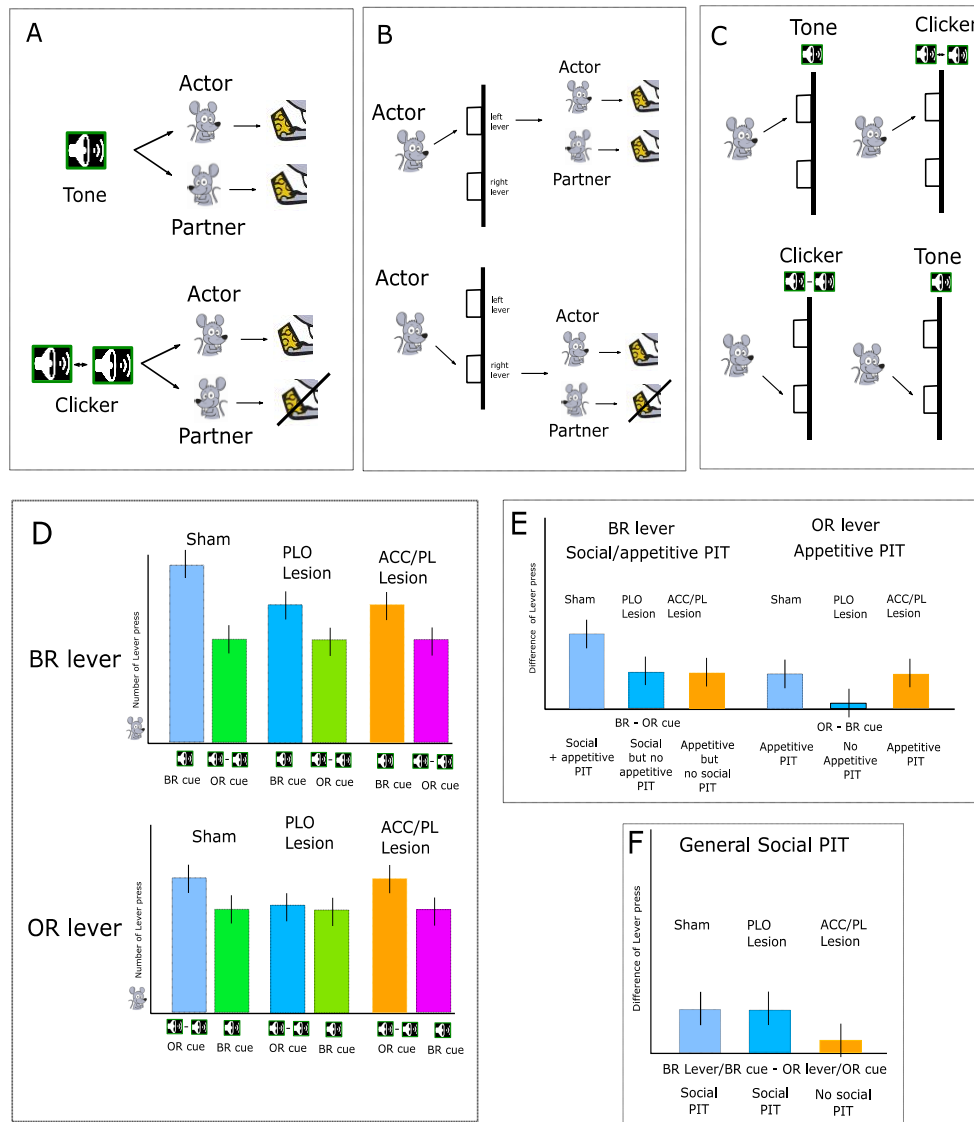 A
Actor
Tone
Partner
Actor
Clicker
Partner
B
Actor
Actor
left
lever
right
lever
Partner
Actor
left
lever
Actor
right
lever
Partner
C
Tone
Clicker
Clicker
Tone
D
Sham
PLO
Lesion
ACC/PL
Lesion
Number of Lever press
BR lever
BR cue
OR cue
BR cue
OR cue
BR cue
OR cue
Sham
PLO
Lesion
ACC/PL
Lesion
Number of Lever press
OR lever
OR cue
BR cue
OR cue
BR cue
OR cue
BR cue
E
BR lever
Social/appetitive PIT
OR lever
Appetitive PIT
Difference of Lever press
Sham
PLO
Lesion
ACC/PL
Lesion
Sham
PLO
Lesion
ACC/PL
Lesion
BR - OR cue
OR - BR cue
Social
+ appetitive
PIT
Social
but no
appetitive
PIT
Appetitive
but
no social
PIT
Appetitive
PIT
No
Appetitive
PIT
Appetitive
PIT
F
General Social PIT
Difference of Lever press
Sham
PLO
Lesion
ACC/PL
Lesion
BR Lever/BR cue - OR lever/OR cue
Social
PIT
Social
PIT
No social
PIT